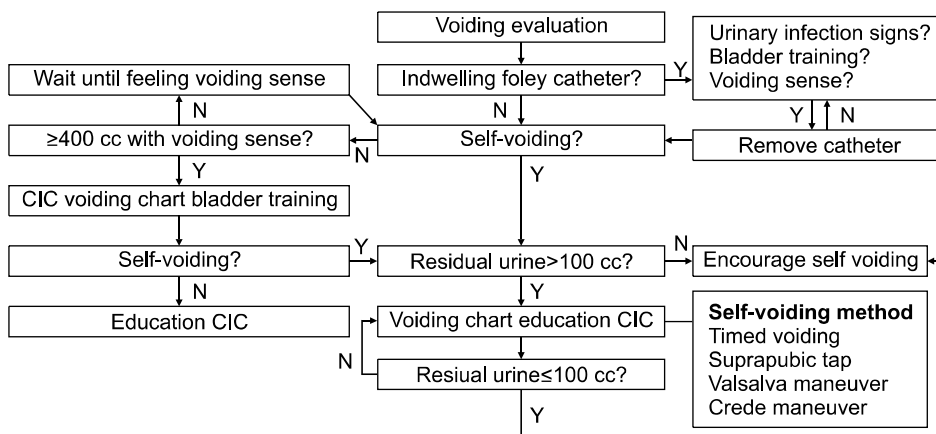 Voiding evaluation
Urinary infection signs?
Bladder training?
Voiding sense?
Wait until feeling voiding sense
Indwelling foley catheter?
Y
N
N
Y
N
≥400 cc with voiding sense?
N
Self-voiding?
Remove catheter
Y
Y
CIC voiding chart bladder training
Self-voiding?
Y
Residual urine>100 cc?
N
Encourage self voiding
N
Y
Education CIC
Voiding chart education CIC
Self-voiding method
Timed voiding
Suprapubic tap
Valsalva maneuver
Crede maneuver
N
Resiual urine≤100 cc?
Y